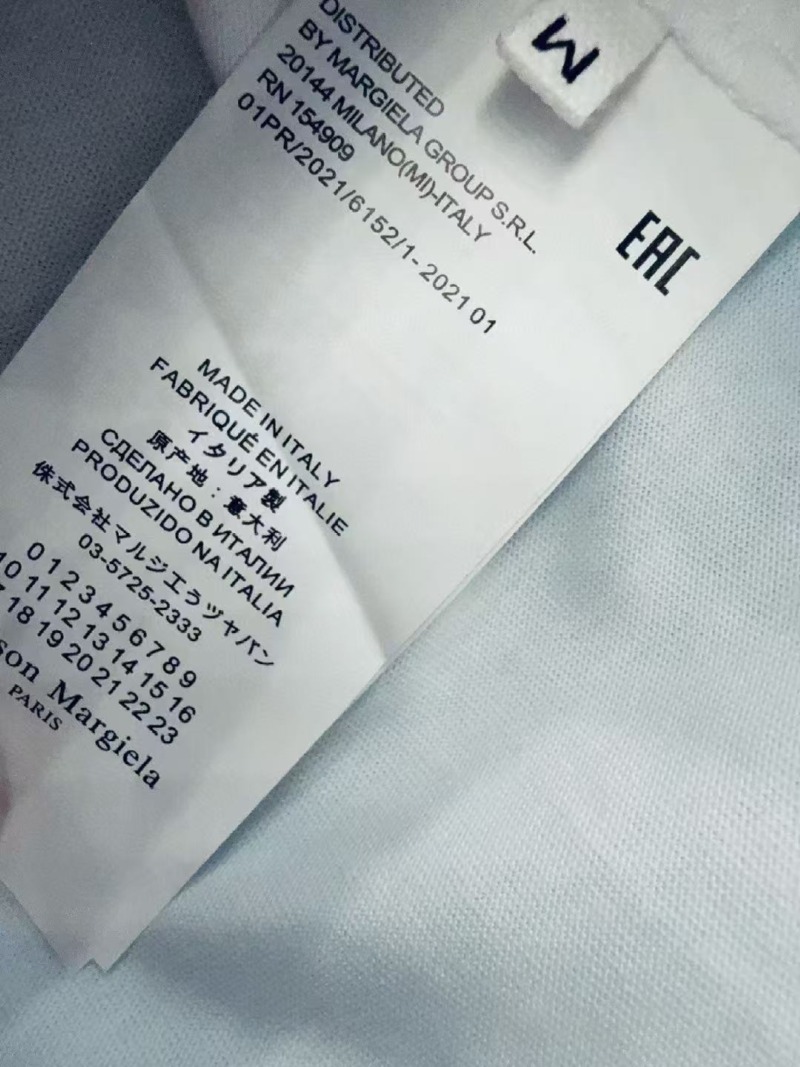 M
DISTRIBUTED
BY MARGIELA GROUP S.R.L.
20144 MILANO(MI)-ITALY
RN 154909
01PR/2021/6152/1- 2021 01
EAC
MADE IN ITALY
FABRIQUÉ EN ITALIE
イタリア製
原产地：意大利
СДЕЛАНО В ИТАЛИИ
PRODUZIDO NA ITALIA
侏式会社マルジエラツヤバン
03-5725-2333
0 1 2 3 4 5 6 7 8 9
10 11 12 13 14 15 16
18 19 20 21 22 23
son Margiela
PARIS